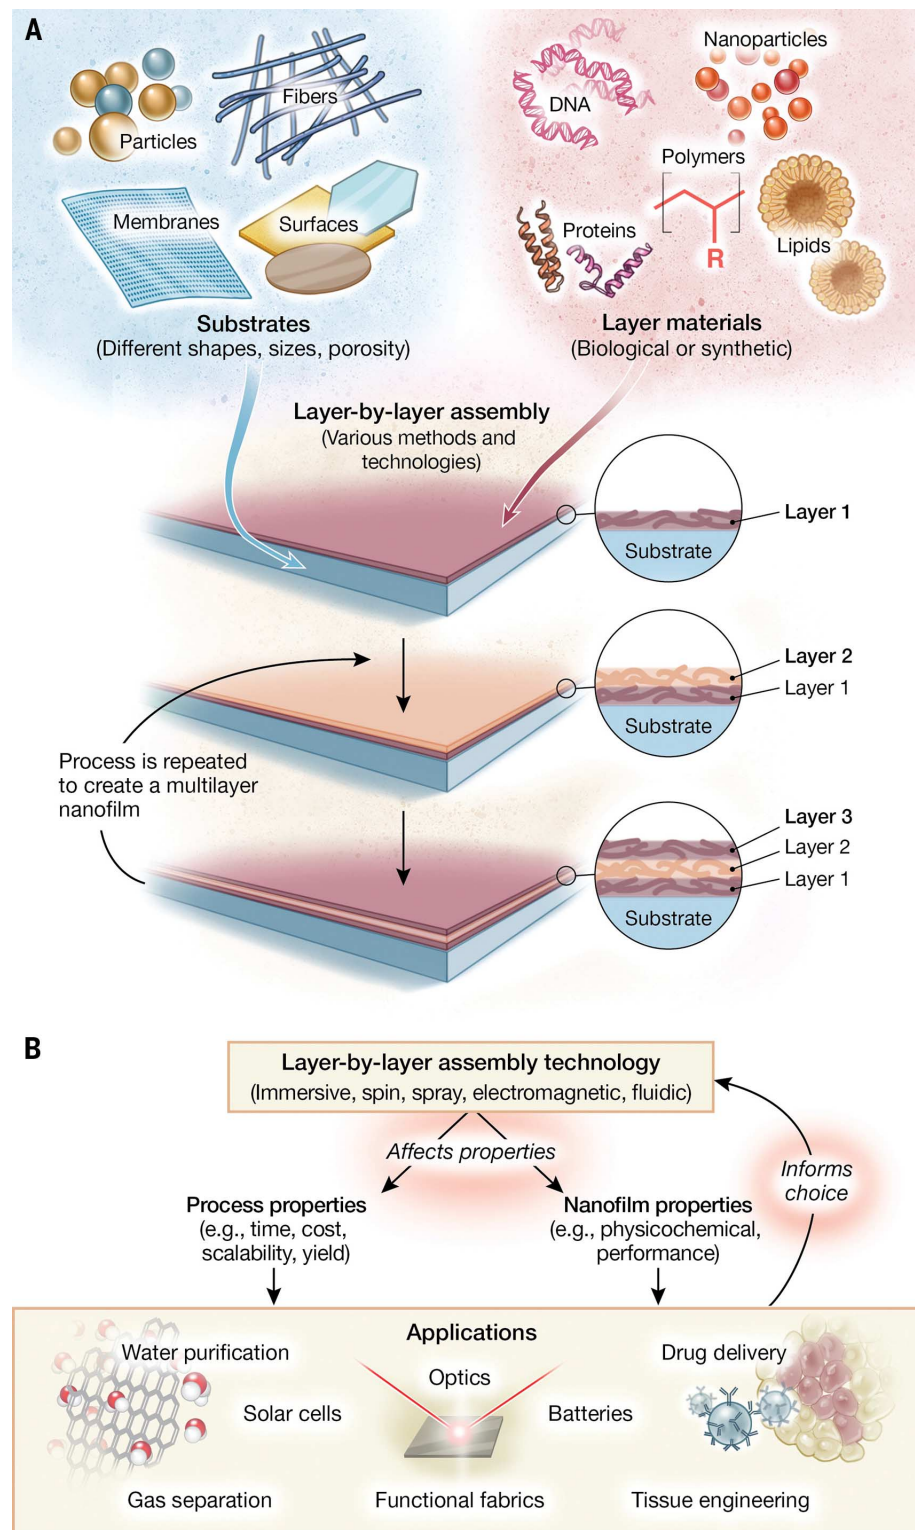 A
Particles
Fibers
Membranes
Surfaces
Substrates
(Different shapes, sizes, porosity)
DNA
Nanoparticles
Polymers
R
Proteins
Lipids
Layer materials
(Biological or synthetic)
Layer-by-layer assembly
(Various methods and
technologies)
Layer 1
Substrate
Layer 2
Layer 1
Substrate
Process is repeated
to create a multilayer
nanofilm
Layer 3
Layer 2
Layer 1
Substrate
B
Layer-by-layer assembly technology
(Immersive, spin, spray, electromagnetic, fluidic)
Affects properties
Informs
choice
Process properties
(e.g., time, cost,
scalability, yield)
Nanofilm properties
(e.g., physicochemical,
performance)
Applications
Water purification
Optics
Drug delivery
Solar cells
Batteries
Gas separation
Functional fabrics
Tissue engineering